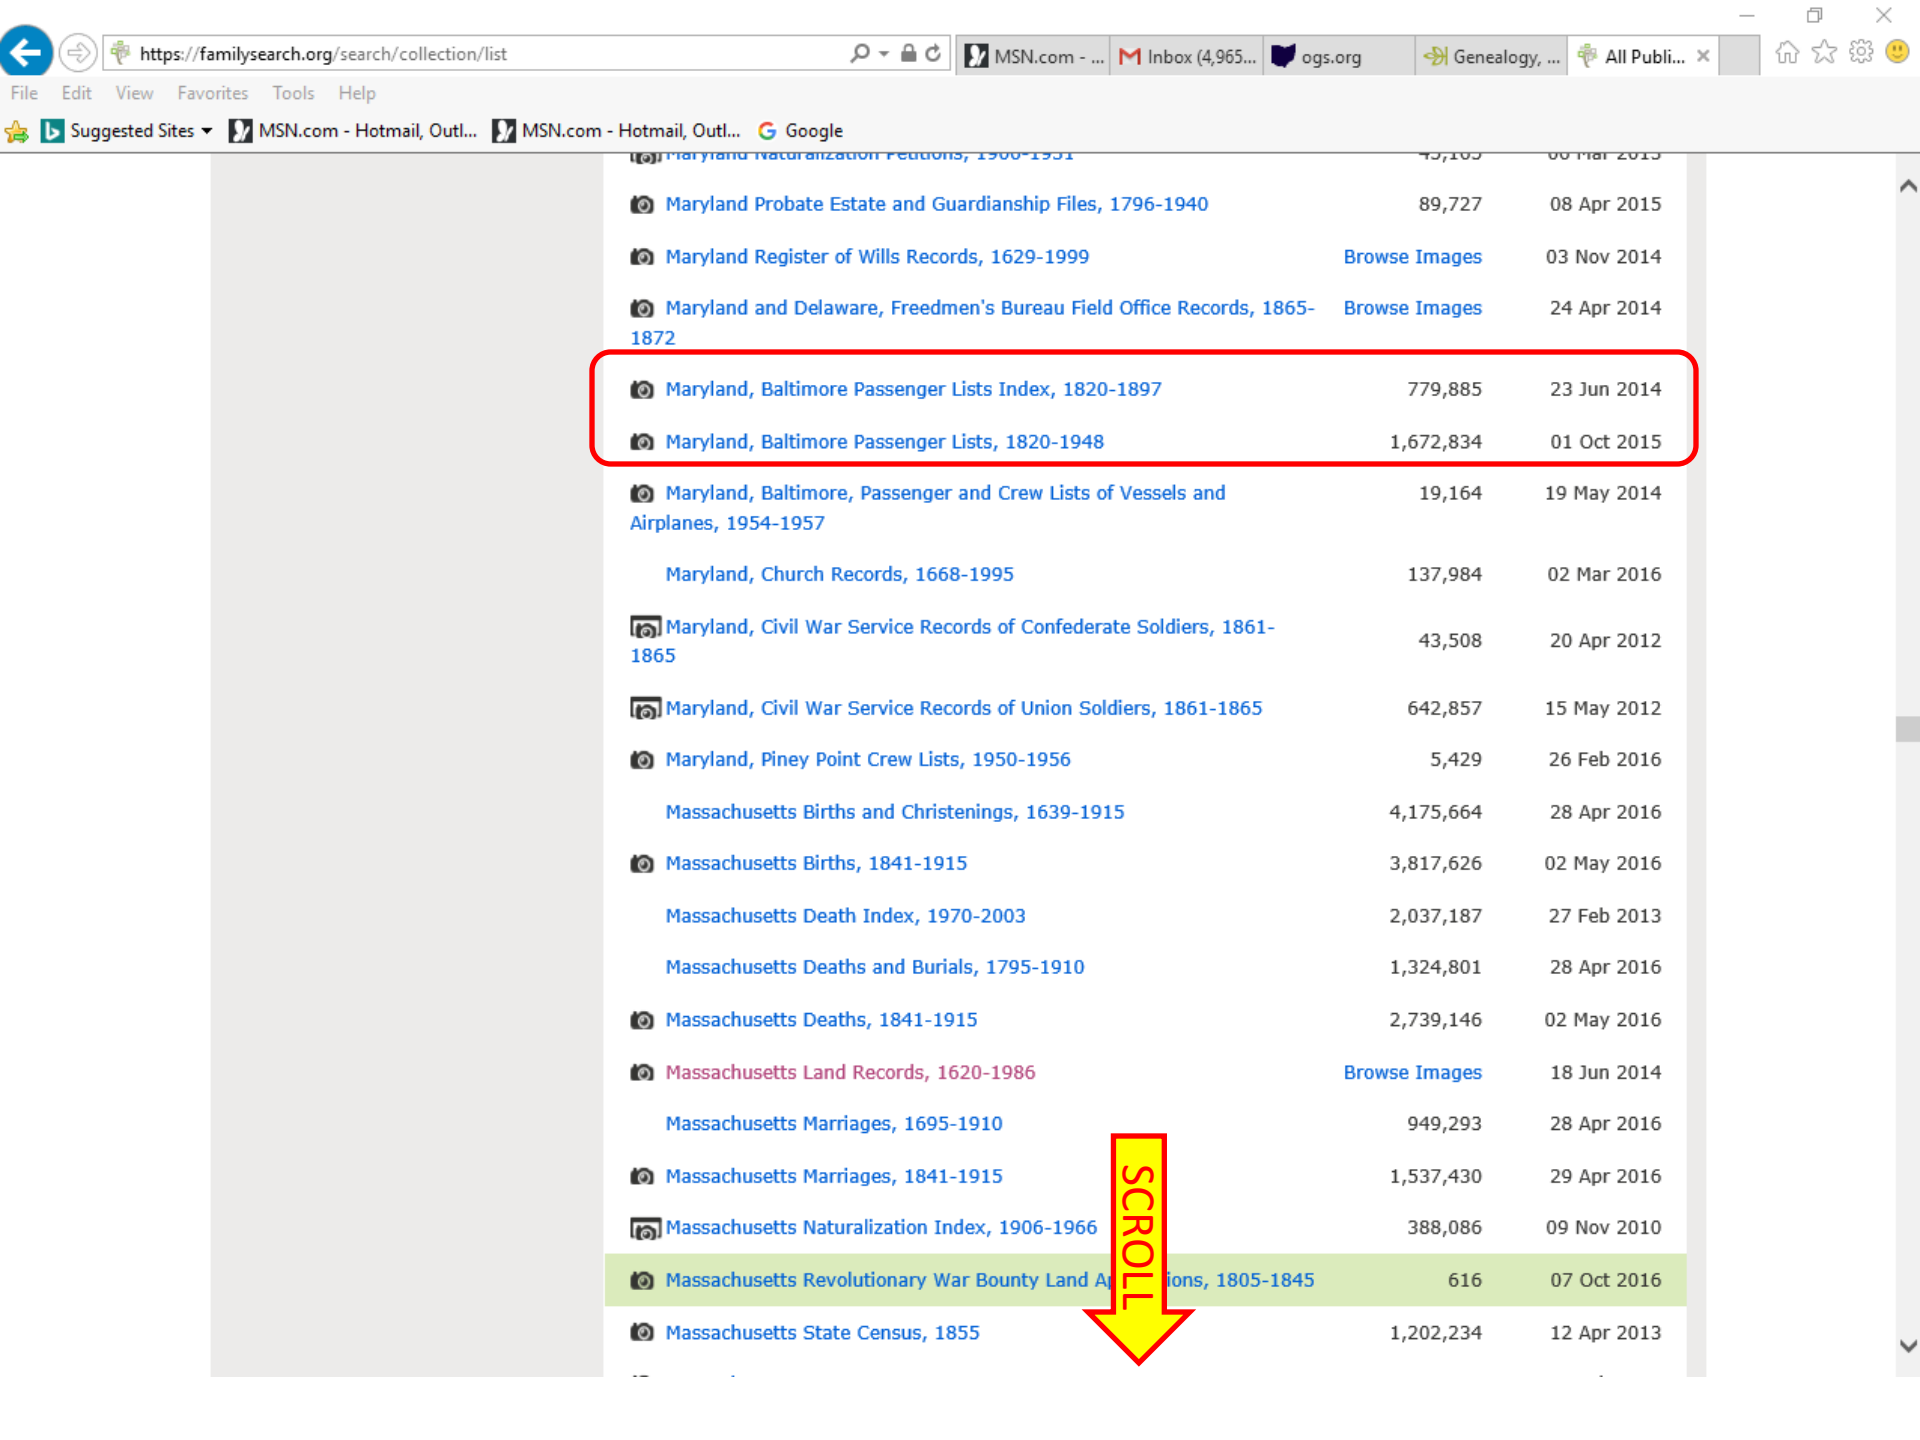 https://familysearch.org/search/collection/list
MSN.com - ...
Inbox (4,965...
ogs.org
Genealogy, ...
All Publi...
File Edit View Favorites Tools Help
Suggested Sites MSN.com - Hotmail, Outl... MSN.com - Hotmail, Outl... Google
Maryland Naturalization Petitions, 1906-1951 45,165 06 Mar 2013
Maryland Probate Estate and Guardianship Files, 1796-1940 89,727 08 Apr 2015
Maryland Register of Wills Records, 1629-1999 Browse Images 03 Nov 2014
Maryland and Delaware, Freedmen's Bureau Field Office Records, 1865- Browse Images 24 Apr 2014
1872
Maryland, Baltimore Passenger Lists Index, 1820-1897 779,885 23 Jun 2014
Maryland, Baltimore Passenger Lists, 1820-1948 1,672,834 01 Oct 2015
Maryland, Baltimore, Passenger and Crew Lists of Vessels and 19,164 19 May 2014
Airplanes, 1954-1957
Maryland, Church Records, 1668-1995 137,984 02 Mar 2016
Maryland, Civil War Service Records of Confederate Soldiers, 1861-
1865 43,508 20 Apr 2012
Maryland, Civil War Service Records of Union Soldiers, 1861-1865 642,857 15 May 2012
Maryland, Piney Point Crew Lists, 1950-1956 5,429 26 Feb 2016
Massachusetts Births and Christenings, 1639-1915 4,175,664 28 Apr 2016
Massachusetts Births, 1841-1915 3,817,626 02 May 2016
Massachusetts Death Index, 1970-2003 2,037,187 27 Feb 2013
Massachusetts Deaths and Burials, 1795-1910 1,324,801 28 Apr 2016
Massachusetts Deaths, 1841-1915 2,739,146 02 May 2016
Massachusetts Land Records, 1620-1986 Browse Images 18 Jun 2014
Massachusetts Marriages, 1695-1910 949,293 28 Apr 2016
Massachusetts Marriages, 1841-1915 1,537,430 29 Apr 2016
Massachusetts Naturalization Index, 1906-1966 388,086 09 Nov 2010
Massachusetts Revolutionary War Bounty Land A ions, 1805-1845 616 07 Oct 2016
Massachusetts State Census, 1855 1,202,234 12 Apr 2013
SCROLL